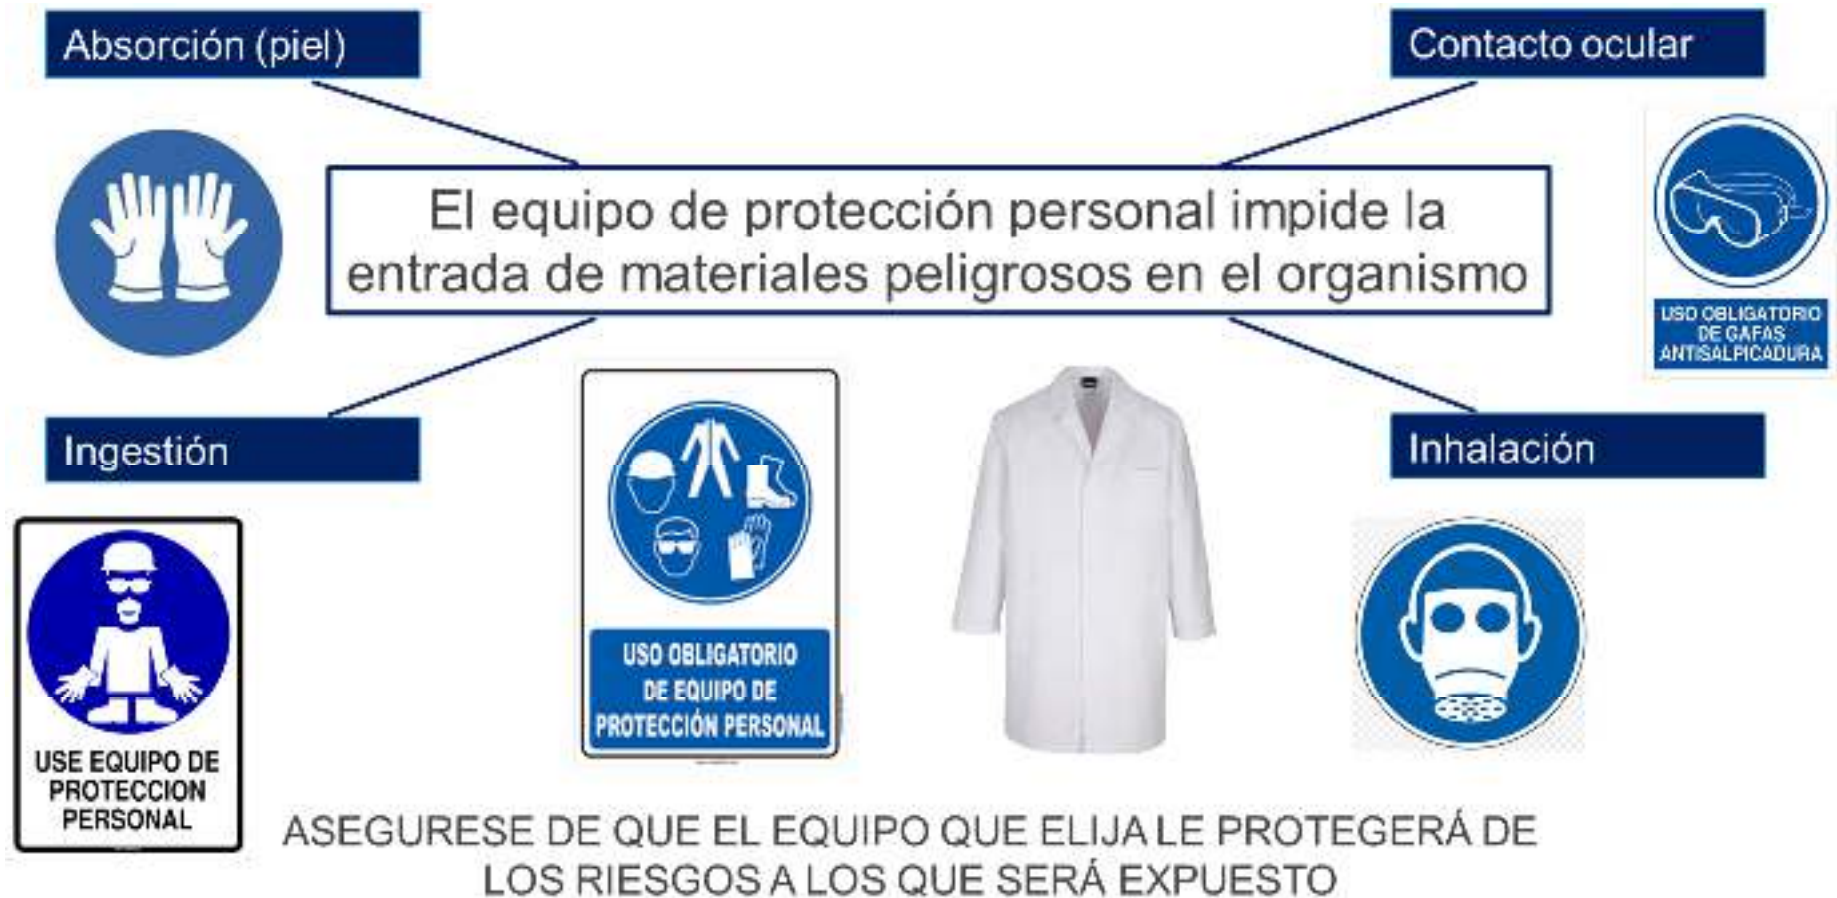 Absorción (piel)
Contacto ocular
El equipo de protección personal impide la
entrada de materiales peligrosos en el organismo
USO OBLIGATORIO
DE GAFAS
ANTISALPICADURA
Ingestión
Inhalación
USE EQUIPO DE
PROTECCION
PERSONAL
USO OBLIGATORIO
DE EQUIPO DE
PROTECCIÓN PERSONAL
ASEGURESE DE QUE EL EQUIPO QUE ELIJA LE PROTEGERÁ DE
LOS RIESGOS A LOS QUE SERÁ EXPUESTO